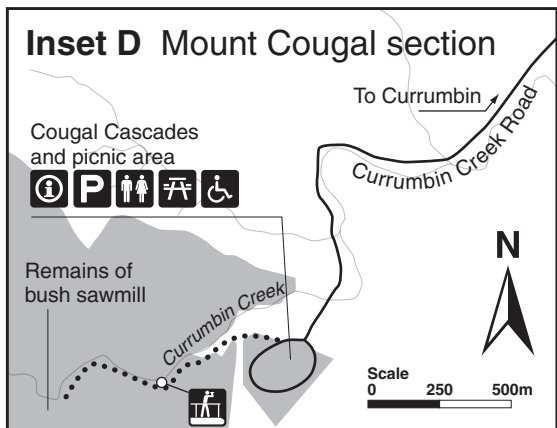 Inset D Mount Cougal section
To Currumbin
Currumbin Creek Road
Cougal Cascades
and picnic area
i P
Remains of
bush sawmill
Currumbin Creek
N
Scale
0 250 500m